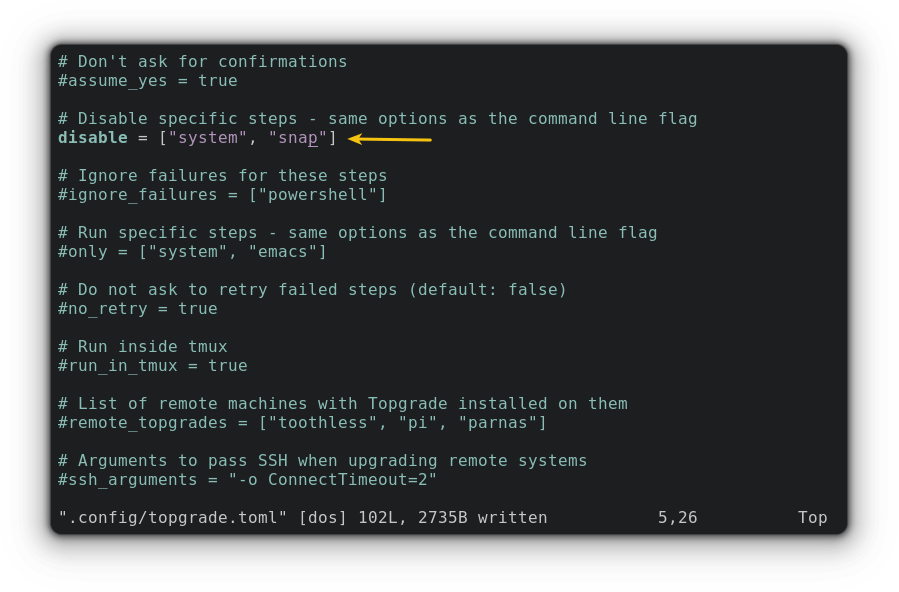 # Don't ask for confirmations
#assume_yes = true
# Disable specific steps - same options as the command line flag
disable = ["system", "snap"]
# Ignore failures for these steps
#ignore_failures = ["powershell"]
# Run specific steps - same options as the command line flag
#only = ["system", "emacs"]
# Do not ask to retry failed steps (default: false)
#no_retry = true
# Run inside tmux
#run_in_tmux = true
# List of remote machines with Topgrade installed on them
#remote_topgrades = ["toothless", "pi", "parnas"]
# Arguments to pass SSH when upgrading remote systems
#ssh_arguments = "-o ConnectTimeout=2"
".config/topgrade.toml" [dos] 102L, 2735B written 5,26 Top